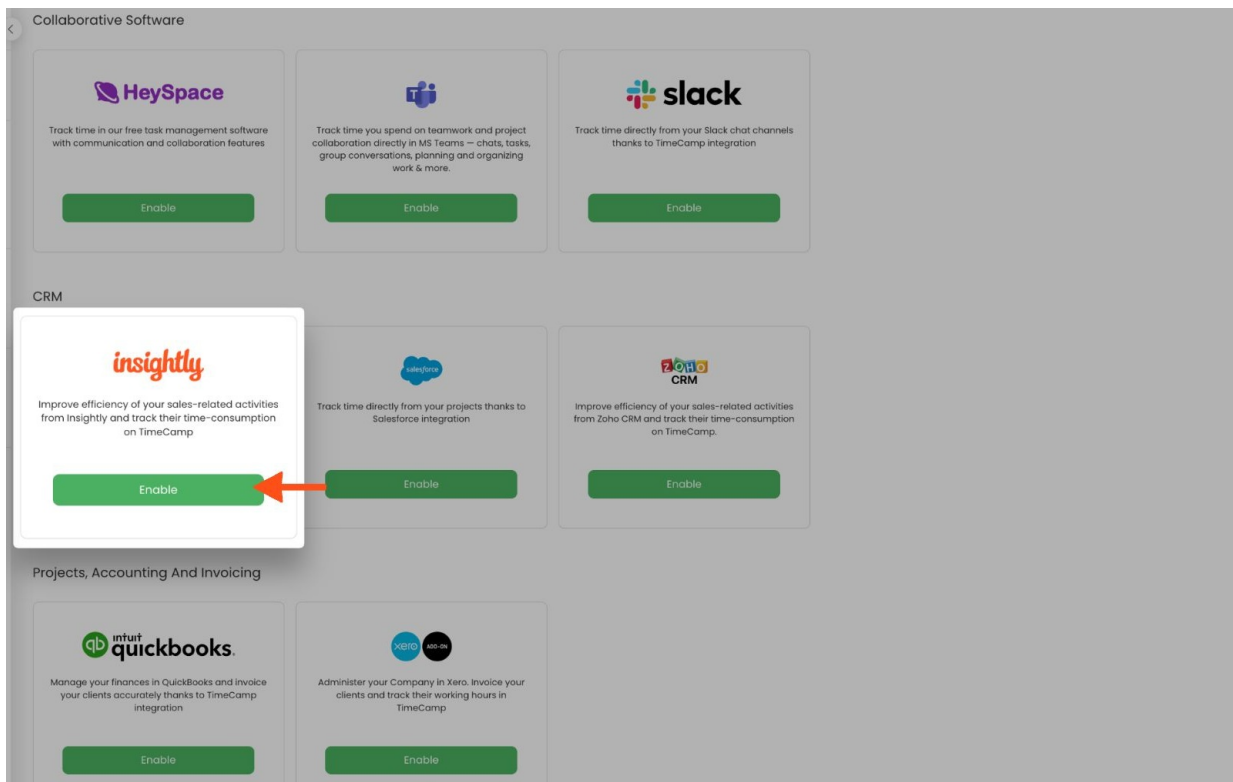 Collaborative Software
HeySpace
Track time in our free task management software
with communication and collaboration features
Enable
T
Track time you spend on teamwork and project
collaboration directly in MS Teams — chats, tasks,
group conversations, planning and organizing
work & more.
Enable
slack
Track time directly from your Slack chat channels
thanks to TimeCamp integration
Enable
CRM
insightly
Improve efficiency of your sales-related activities
from Insightly and track their time-consumption
on TimeCamp
Enable
salesforce
Track time directly from your projects thanks to
Salesforce integration
Enable
ZOHO
CRM
Improve efficiency of your sales-related activities
from Zoho CRM and track their time-consumption
on TimeCamp.
Enable
Projects, Accounting And Invoicing
qb intuit
quickbooks.
Manage your finances in QuickBooks and invoice
your clients accurately thanks to TimeCamp
integration
Enable
xero ADD-ON
Administer your Company in Xero. Invoice your
clients and track their working hours in
TimeCamp
Enable